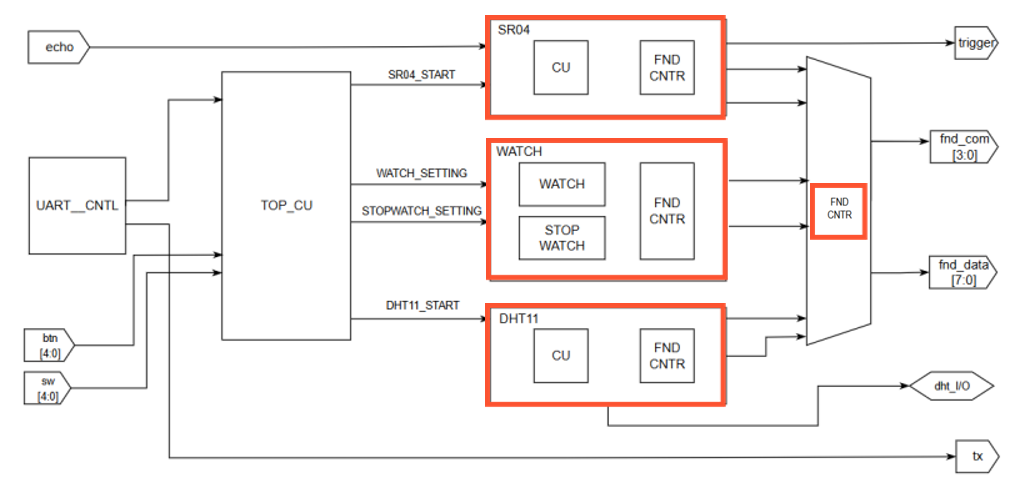 SR04
echo
CU
FND
CNTR
trigger
SR04_START
fnd_com
[3:0]
WATCH
WATCH_SETTING
WATCH
FND
CNTR
UART__CNTL
TOP_CU
STOPWATCH_SETTING
STOP
WATCH
FND
CNTR
fnd_data
[7:0]
DHT11_START
DHT11
btn
[4:0]
CU
FND
CNTR
sw
[4:0]
dht_I/O
tx